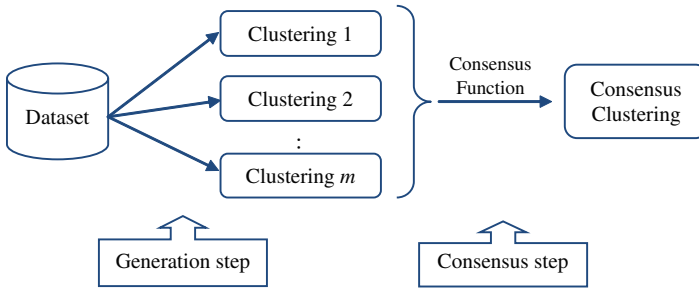 Clustering 1
Dataset
Clustering 2
:
Clustering m
Consensus
Function
Consensus
Clustering
Generation step
Consensus step